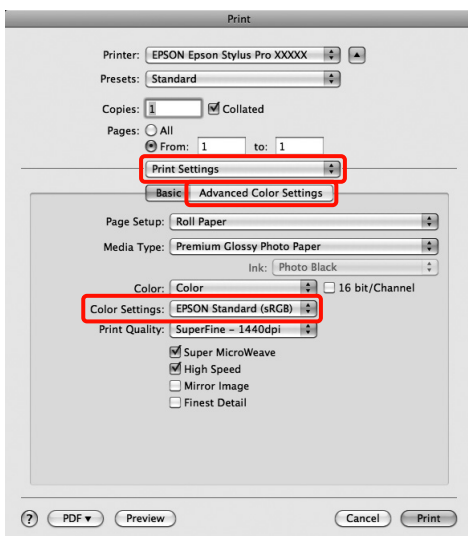 Print
Printer: EPSON Epson Stylus Pro XXXXX
Presets: Standard
Copies: 1 Collated
Pages: All
From: 1 to: 1
Print Settings
Basic Advanced Color Settings
Page Setup: Roll Paper
Media Type: Premium Glossy Photo Paper
Ink: Photo Black
Color: Color 16 bit/Channel
Color Settings: EPSON Standard (sRGB)
Print Quality: SuperFine – 1440dpi
Super MicroWeave
High Speed
Mirror Image
Finest Detail
? PDF▼ Preview Cancel Print